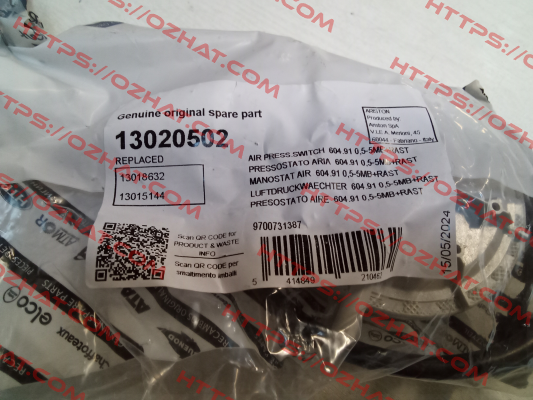 Genuine original spare part
13020502
REPLACED
13018632
13015144
ARISTON
Produced by
Ariston SpA
V.le A. Merloni, 45
60044 - Fabriano - Italy
AIR PRESS.SWITCH 604.91 0,5-5MB+RAST
PRESSOSTATO ARIA 604.91 0,5-5MB+RAST
MANOSTAT AIR 604.91 0,5-5MB+RAST
LUFTDRUCKWAECHTER 604.91 0,5-5MB+RAST
PRESOSTATO AIRE 604.91 0,5-5MB+RAST
Scan QR CODE for
PRODUCT & WASTE
INFO
Scan QR CODE per
smaltimento imballi
9700731387
5 414849
15/05/2024
elco
Chaffoteaux
HTTPS://OZHAT.COM